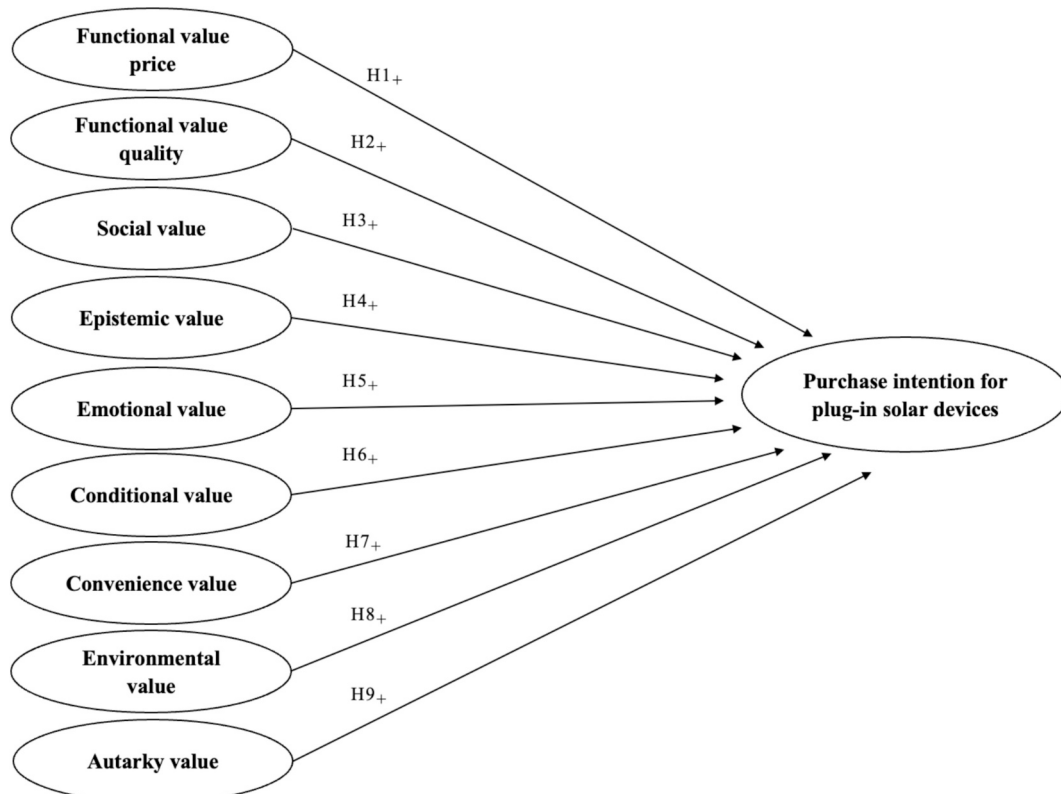 Functional value
price
H1+
Functional value
quality
H2+
Social value
H3+
Epistemic value
H4+
Emotional value
H5+
Conditional value
H6+
Convenience value
H7+
Environmental
value
H8+
Autarky value
H9+
Purchase intention for
plug-in solar devices